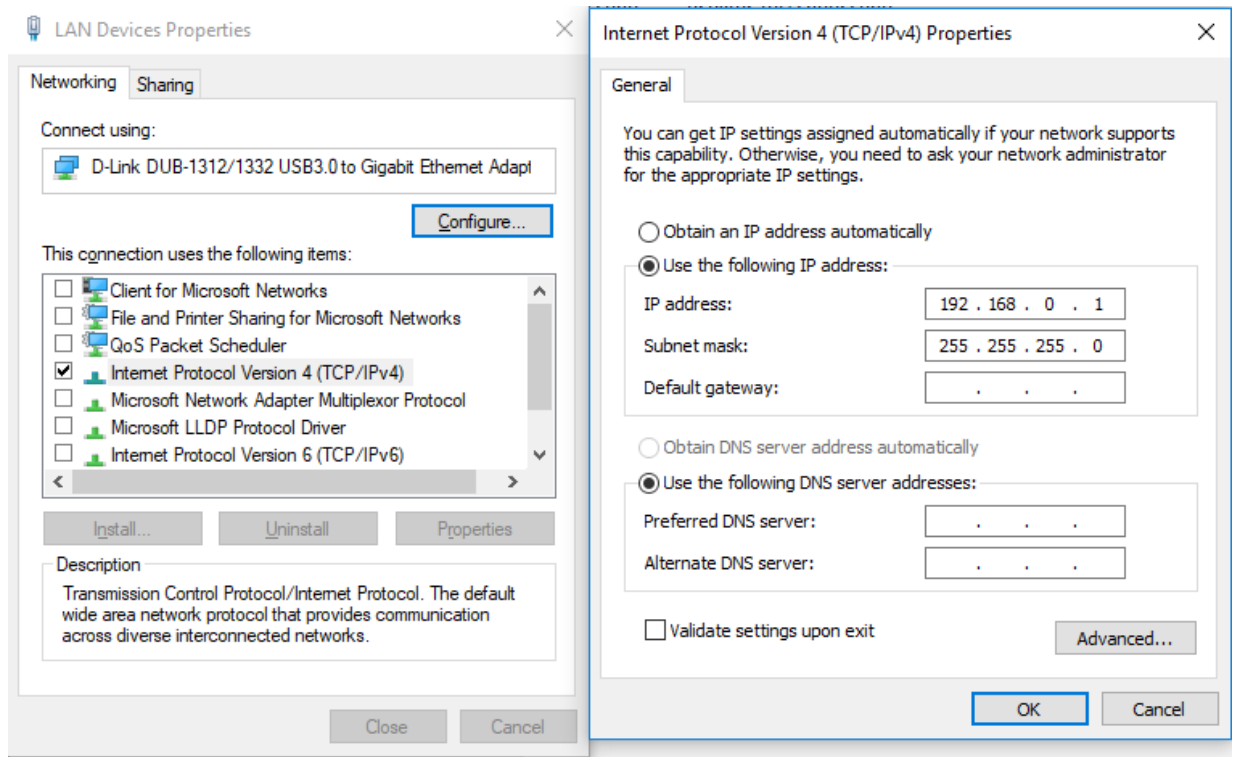 LAN Devices Properties
Networking
Sharing
Connect using:
D-Link DUB-1312/1332 USB3.0 to Gigabit Ethernet Adapt
Configure...
This connection uses the following items:
Client for Microsoft Networks
File and Printer Sharing for Microsoft Networks
QoS Packet Scheduler
Internet Protocol Version 4 (TCP/IPv4)
Microsoft Network Adapter Multiplexor Protocol
Microsoft LLDP Protocol Driver
Internet Protocol Version 6 (TCP/IPv6)
Install...
Uninstall
Properties
Description
Transmission Control Protocol/Internet Protocol. The default
wide area network protocol that provides communication
across diverse interconnected networks.
Close
Cancel
Internet Protocol Version 4 (TCP/IPv4) Properties
General
You can get IP settings assigned automatically if your network supports
this capability. Otherwise, you need to ask your network administrator
for the appropriate IP settings.
Obtain an IP address automatically
Use the following IP address:
IP address: 192 . 168 . 0 . 1
Subnet mask: 255 . 255 . 255 . 0
Default gateway: . . .
Obtain DNS server address automatically
Use the following DNS server addresses:
Preferred DNS server: . . .
Alternate DNS server: . . .
Validate settings upon exit
Advanced...
OK
Cancel